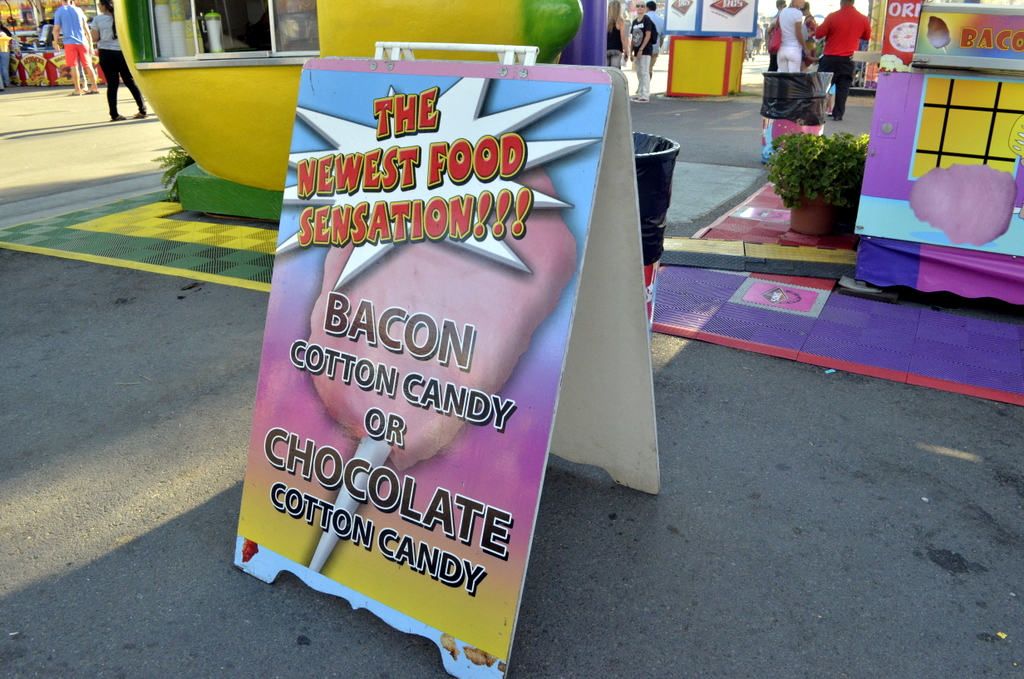 THE
NEWEST FOOD
SENSATION!!!
BACON
COTTON CANDY
OR
CHOCOLATE
COTTON CANDY
BACO